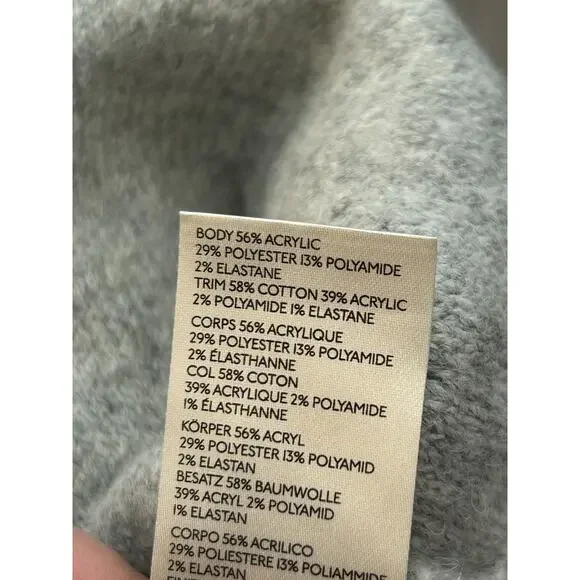 BODY 56% ACRYLIC
29% POLYESTER 13% POLYAMIDE
2% ELASTANE
TRIM 58% COTTON 39% ACRYLIC
2% POLYAMIDE 1% ELASTANE
CORPS 56% ACRYLIQUE
29% POLYESTER 13% POLYAMIDE
2% ÉLASTHANNE
COL 58% COTON
39% ACRYLIQUE 2% POLYAMIDE
1% ÉLASTHANNE
KÖRPER 56% ACRYL
29% POLYESTER 13% POLYAMID
2% ELASTAN
BESATZ 58% BAUMWOLLE
39% ACRYL 2% POLYAMID
1% ELASTAN
CORPO 56% ACRILICO
29% POLIESTERE 13% POLIAMMIDE
2% ELASTAN